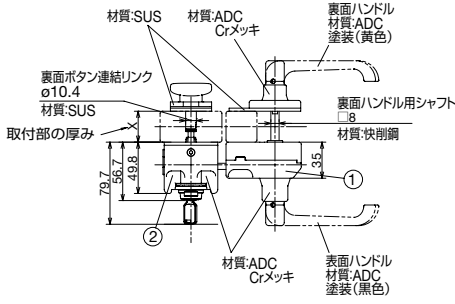 材質:SUS
材質:ADC
Crメッキ
裏面ハンドル
材質:ADC
塗装(黄色)
裏面ボタン連結リンク
ø10.4
材質:SUS
取付部の厚み
X
裏面ハンドル用シャフト
□8
材質:快削鋼
79.7
56.7
49.8
35
①
②
材質:ADC
Crメッキ
表面ハンドル
材質:ADC
塗装(黒色)